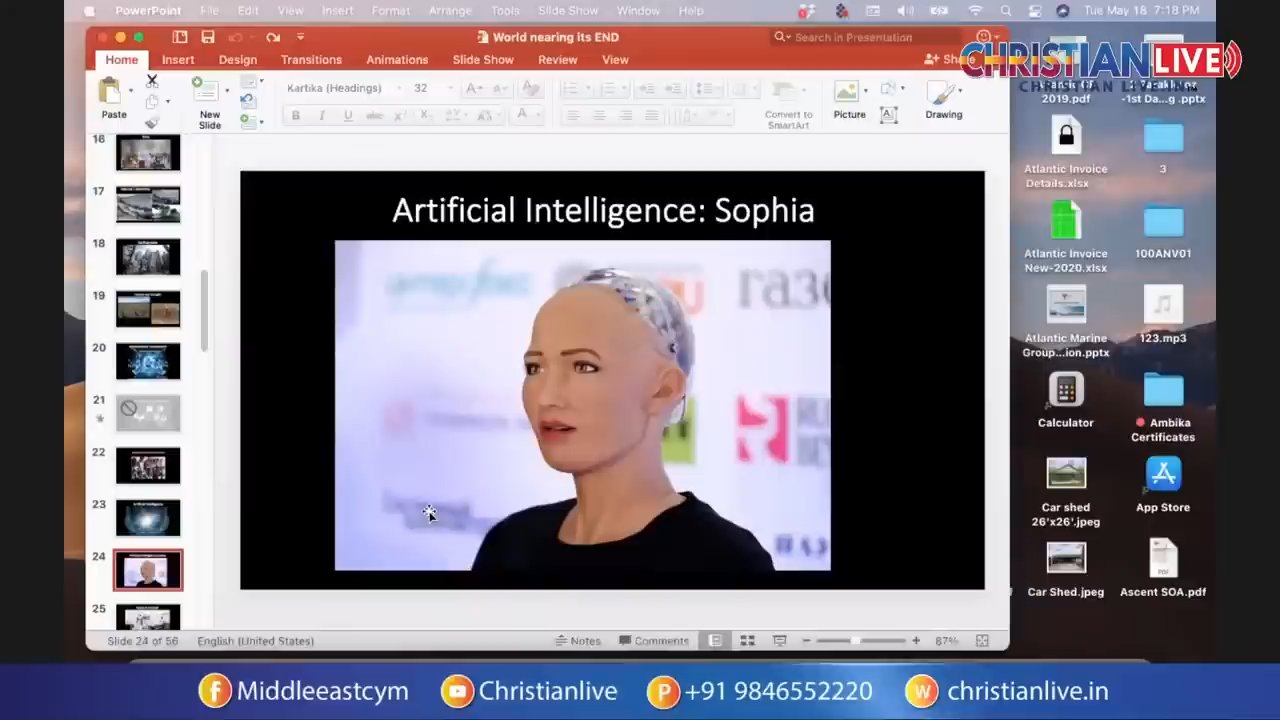 PowerPoint File Edit View Insert Format Arrange Tools Slide Show Window Help
Tue May 18 7:18 PM
World nearing its END
Search in Presentation
Home Insert Design Transitions Animations Slide Show Review View
CHRISTIAN LIVE
Paste
New
Slide
Kartika (Headings) 32
Convert to
SmartArt
Picture
Drawing
2019.pdf
-1st Da...g .pptx
16
17
18
19
20
21
22
23
24
25
Artificial Intelligence: Sophia
Atlantic Invoice
Details.xlsx
3
Atlantic Invoice
New-2020.xlsx
100ANV01
Atlantic Marine
Group...ion.pptx
123.mp3
Calculator
Ambika
Certificates
Car shed
26'x26'.jpeg
App Store
Car Shed.jpeg
Ascent SOA.pdf
Slide 24 of 56
English (United States)
Notes
Comments
87%
Middleeastcym
Christianlive
+91 9846552220
christianlive.in